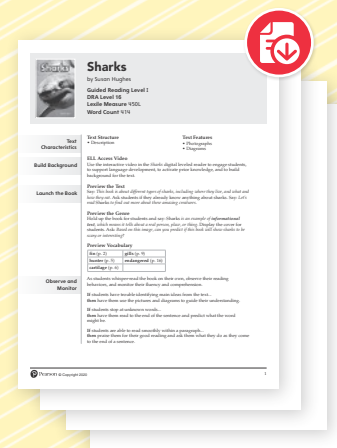 Sharks
Sharks
by Susan Hughes
Guided Reading Level I
DRA Level 16
Lexile Measure 450L
Word Count 414
Text
Characteristics
Text Structure
• Description
Text Features
• Photographs
• Diagrams
Build Background
ELL Access Video
Use the interactive video in the Sharks digital leveled reader to engage students,
to support language development, to activate prior knowledge, and to build
background for the text.
Launch the Book
Preview the Text
Say: This book is about different types of sharks, including where they live, and what and
how they eat. Ask students if they already know anything about sharks. Say: Let's
read Sharks to find out more about these amazing creatures.
Preview the Genre
Hold up the book for students and say: Sharks is an example of informational
text, which means it tells about a real person, place, or thing. Display the cover for
students. Ask: Based on this image, can you predict if this book will show sharks to be
scary or interesting?
Preview Vocabulary
fin (p. 2) gills (p. 9)
hunter (p. 5) endangered (p. 16)
cartilage (p. 6)
Observe and
Monitor
As students whisper-read the book on their own, observe their reading
behaviors, and monitor their fluency and comprehension.
If students have trouble identifying main ideas from the text...
then have them use the pictures and diagrams to guide their understanding.
If students stop at unknown words...
then have them read to the end of the sentence and predict what the word
might be.
If students are able to read smoothly within a paragraph...
then praise them for their good reading and ask them what they do as they come
to the end of a sentence.
Pearson © Copyright 2020
1